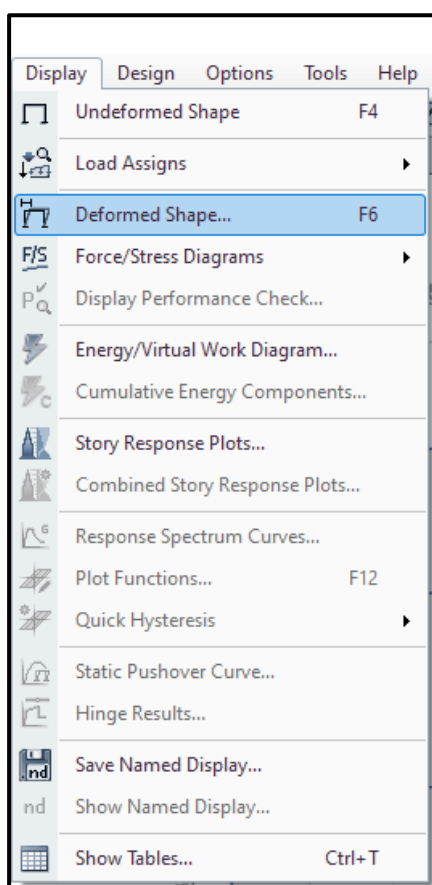 Display Design Options Tools Help
Undeformed Shape F4
Load Assigns
Deformed Shape... F6
F/S Force/Stress Diagrams
P Display Performance Check...
Energy/Virtual Work Diagram...
C Cumulative Energy Components...
Story Response Plots...
Combined Story Response Plots...
G Response Spectrum Curves...
Plot Functions... F12
Quick Hysteresis
Static Pushover Curve...
Hinge Results...
nd Save Named Display...
nd Show Named Display...
Show Tables... Ctrl+T